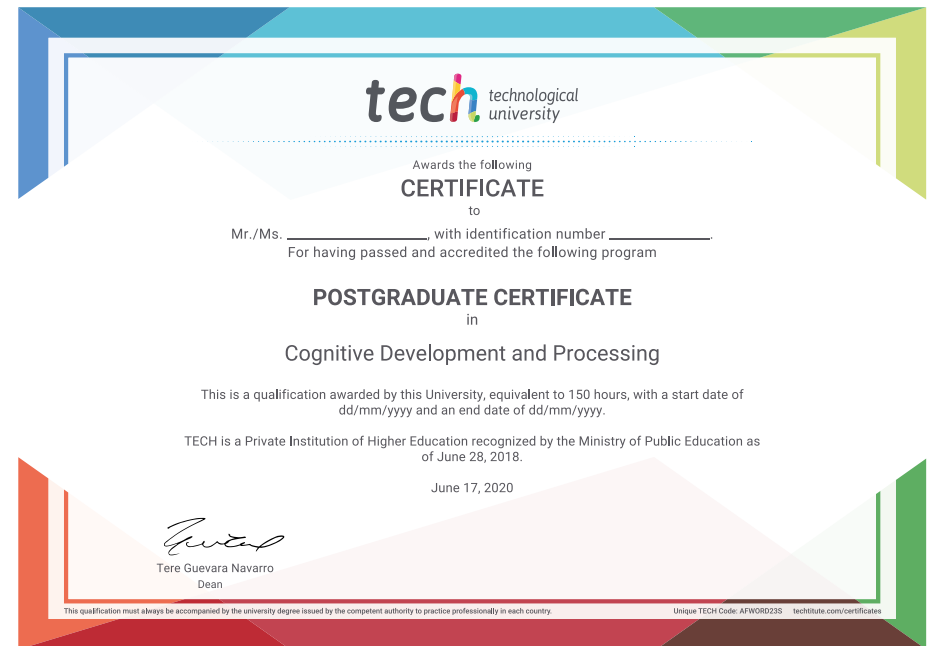 tech technological
university
Awards the following
CERTIFICATE
to
Mr./Ms. ____________________, with identification number ______________.
For having passed and accredited the following program
POSTGRADUATE CERTIFICATE
in
Cognitive Development and Processing
This is a qualification awarded by this University, equivalent to 150 hours, with a start date of
dd/mm/yyyy and an end date of dd/mm/yyyy.
TECH is a Private Institution of Higher Education recognized by the Ministry of Public Education as
of June 28, 2018.
June 17, 2020
Tere Guevara Navarro
Dean
This qualification must always be accompanied by the university degree issued by the competent authority to practice professionally in each country. Unique TECH Code: AFWORD23S techtitute.com/certificates